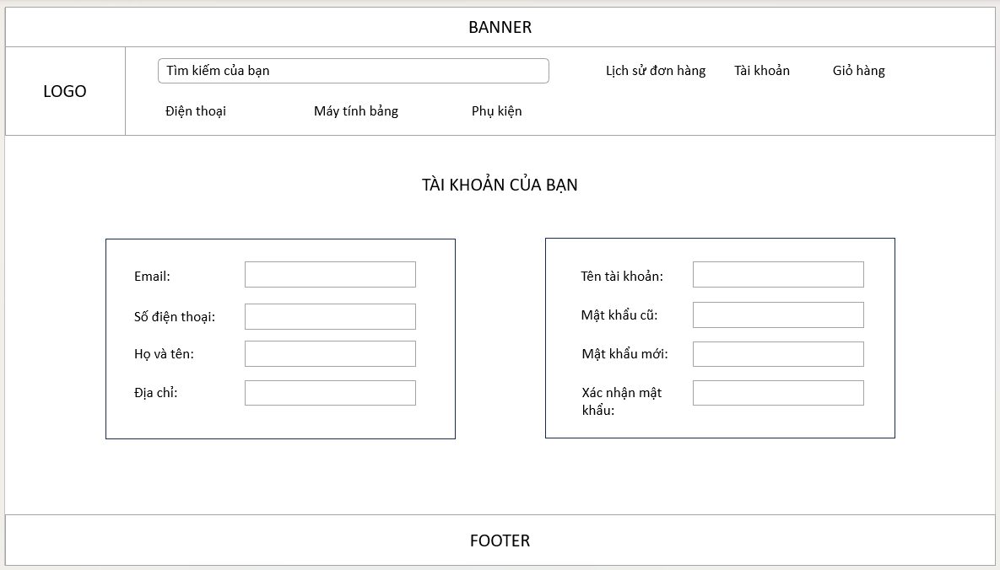 BANNER
LOGO
Tìm kiếm của bạn
Lịch sử đơn hàng
Tài khoản
Giỏ hàng
Điện thoại
Máy tính bảng
Phụ kiện
TÀI KHOẢN CỦA BẠN
Email:
Số điện thoại:
Họ và tên:
Địa chỉ:
Tên tài khoản:
Mật khẩu cũ:
Mật khẩu mới:
Xác nhận mật
khẩu:
FOOTER